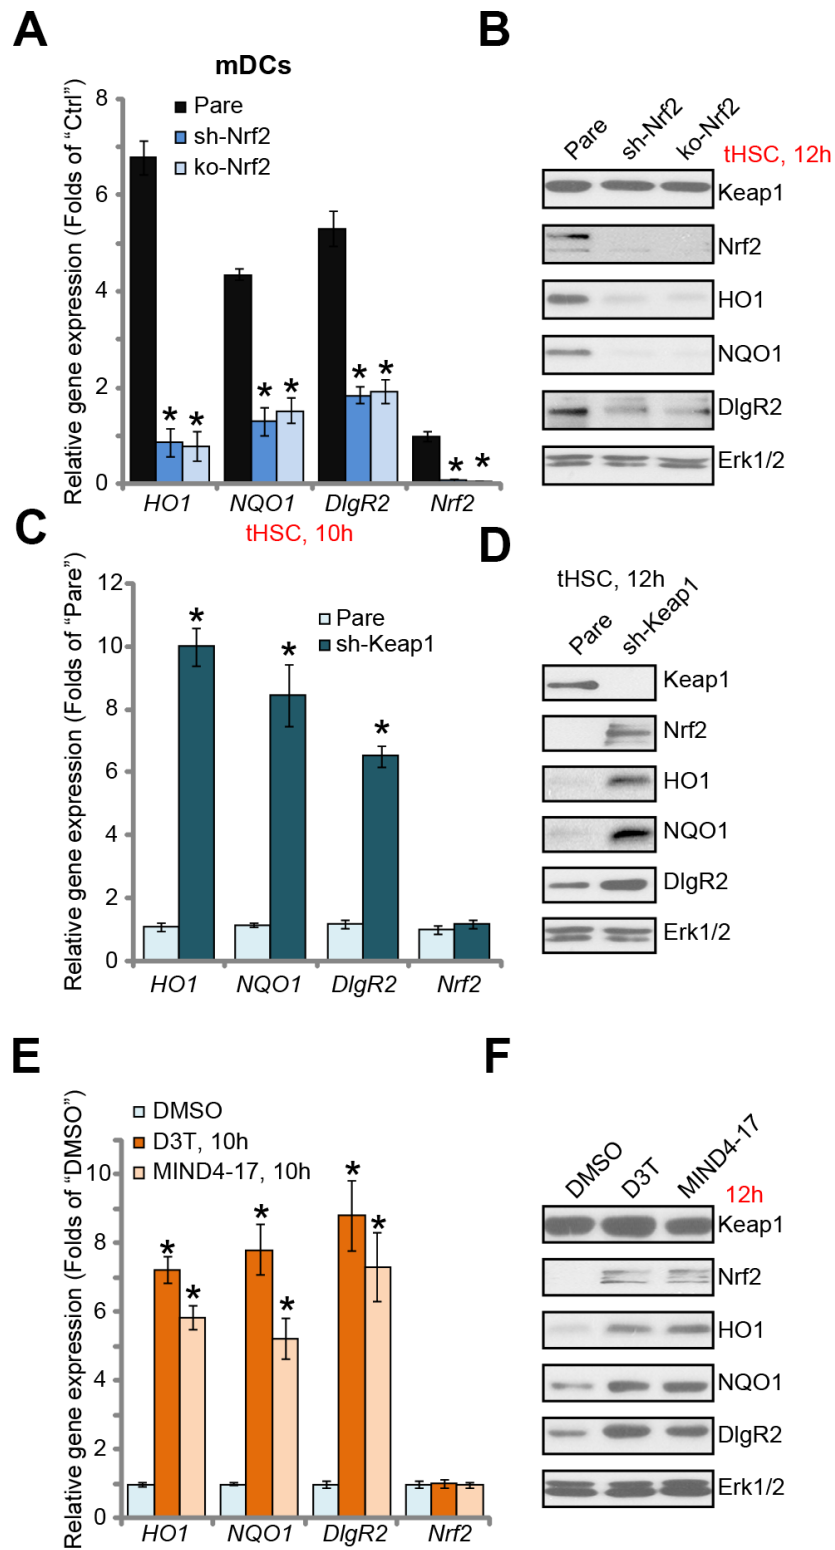 A
mDCs
Relative gene expression (Folds of “Ctrl”)
8
6
4
2
0
Pare
sh-Nrf2
ko-Nrf2
*
*
*
*
*
*
*
*
HO1
NQO1
DlgR2
Nrf2
tHSC, 10h
B
Pare
sh-Nrf2
ko-Nrf2
tHSC, 12h
Keap1
Nrf2
HO1
NQO1
DlgR2
Erk1/2
C
Relative gene expression (Folds of “Pare”)
12
10
8
6
4
2
0
Pare
sh-Keap1
*
*
*
HO1
NQO1
DlgR2
Nrf2
D
tHSC, 12h
Pare
sh-Keap1
Keap1
Nrf2
HO1
NQO1
DlgR2
Erk1/2
E
Relative gene expression (Folds of “DMSO”)
10
8
6
4
2
0
DMSO
D3T, 10h
MIND4-17, 10h
*
*
*
*
*
*
HO1
NQO1
DlgR2
Nrf2
F
DMSO
D3T
MIND4-17
12h
Keap1
Nrf2
HO1
NQO1
DlgR2
Erk1/2